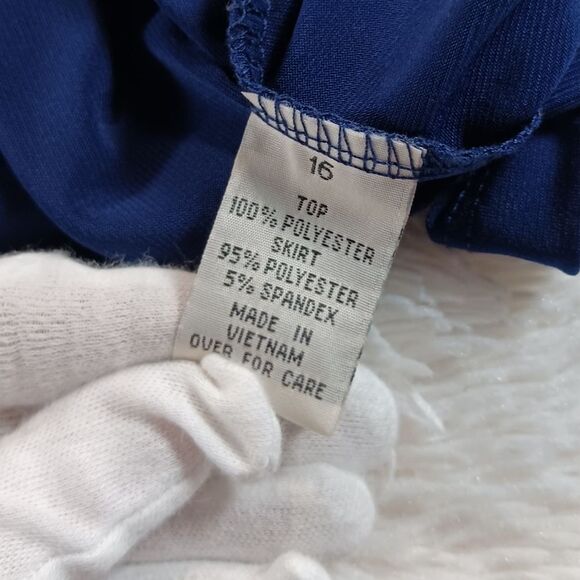 16
TOP
100% POLYESTER
SKIRT
95% POLYESTER
5% SPANDEX
MADE IN
VIETNAM
OVER FOR CARE